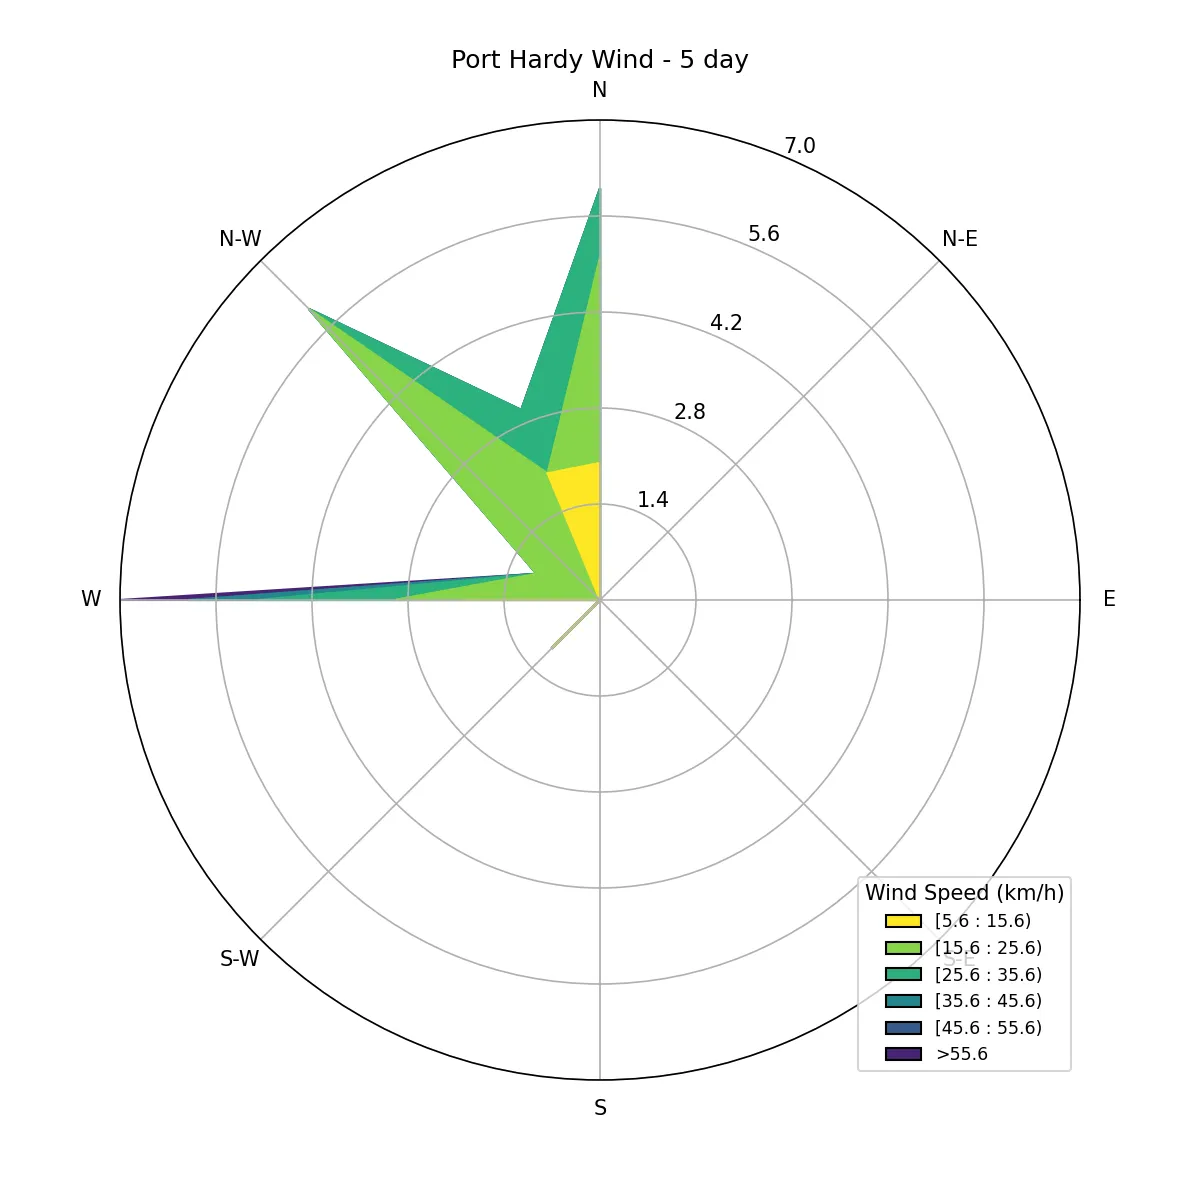 Port Hardy Wind - 5 day
N
7.0
N-W
N-E
5.6
4.2
2.8
1.4
W
E
S-W
S-E
S
Wind Speed (km/h)
[5.6 : 15.6)
[15.6 : 25.6)
[25.6 : 35.6)
[35.6 : 45.6)
[45.6 : 55.6)
>55.6